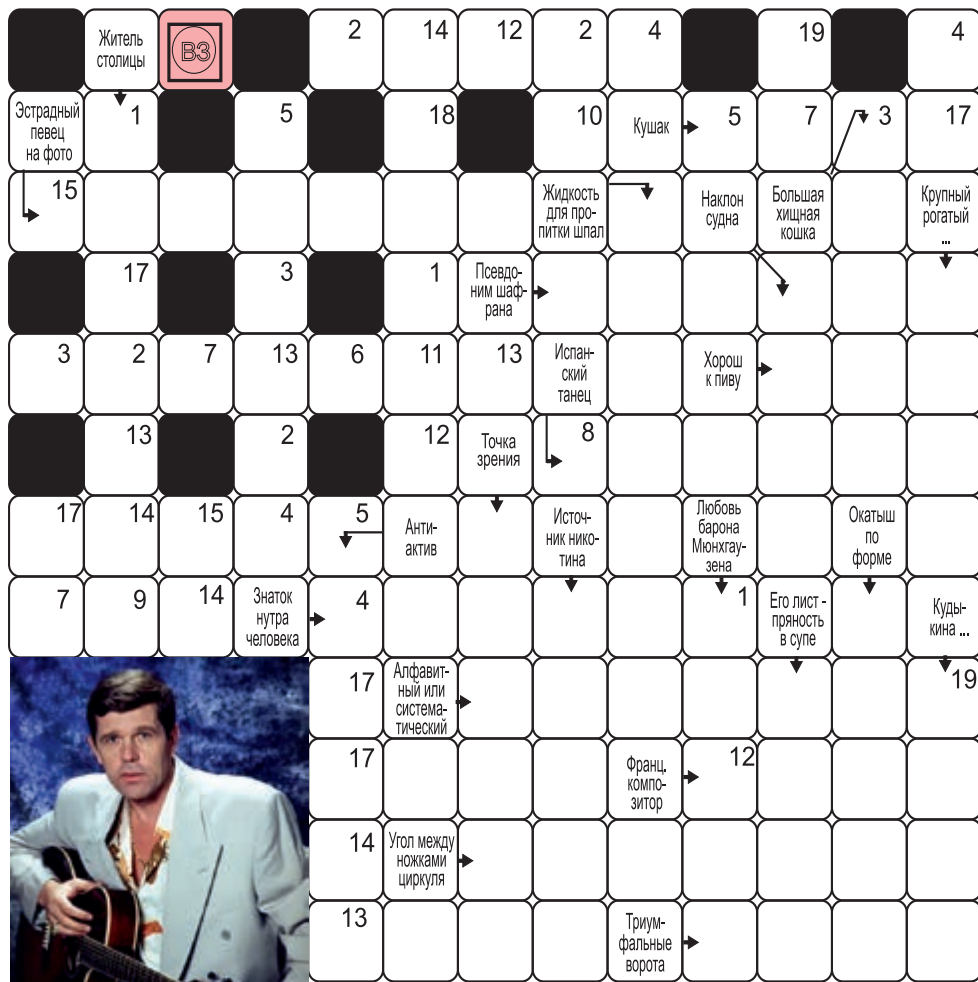 Житель
столицы
ВЗ
2 14 12 2 4 19 4
Эстрадный
певец
на фото
1 5 18 10
Кушак
5 7 3 17
15
Жидкость
для про-
питки шпал
Наклон
судна
Большая
хищная
кошка
Крупный
рогатый
...
17 3 1
Псевдо-
ним шаф-
рана
3 2 7 13 6 11 13
Испан-
ский
танец
Хорош
к пиву
13 2 12
Точка
зрения
8
17 14 15 4 5
Анти-
актив
Источ-
ник нико-
тина
Любовь
барона
Мюнхгау-
зена
Окатыш
по
форме
7 9 14
Знаток
нутра
человека
4 1
Его лист -
пряность
в супе
Куды-
кина ...
17
Алфавит-
ный или
система-
тический
19
17
Франц.
компо-
зитор
12
14
Угол между
ножками
циркуля
13
Триум-
фальные
ворота